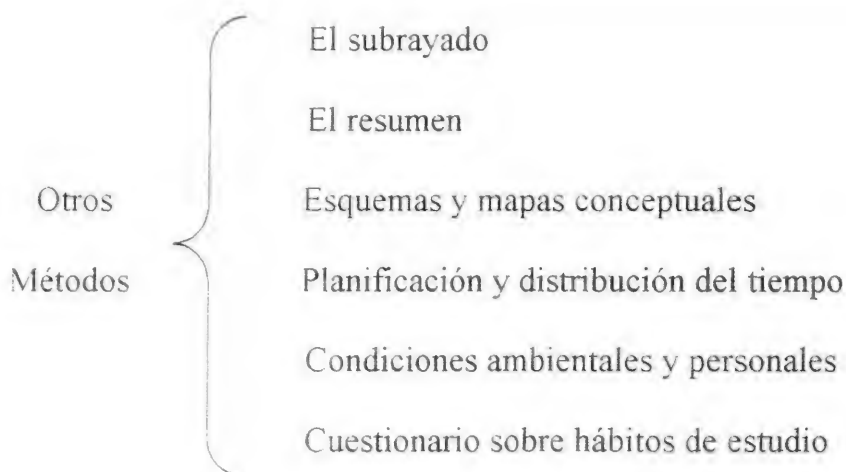 El subrayado
El resumen
Otros
Esquemas y mapas conceptuales
Métodos
Planificación y distribución del tiempo
Condiciones ambientales y personales
Cuestionario sobre hábitos de estudio